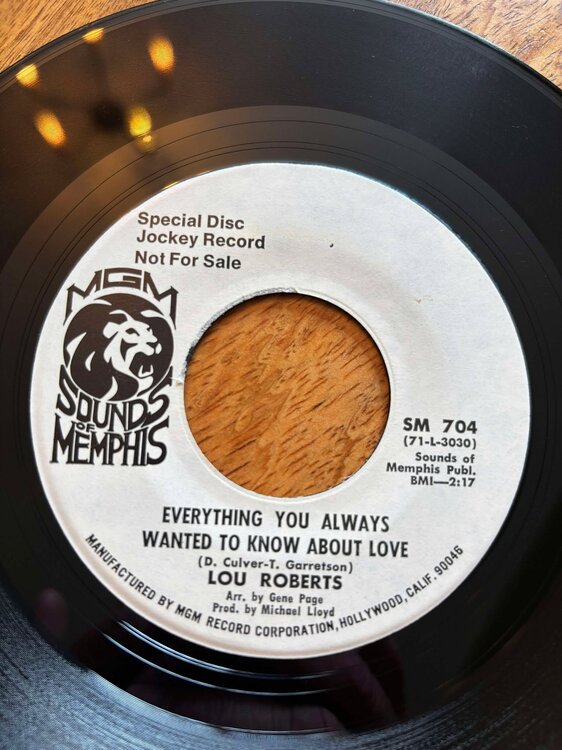 Special Disc
Jockey Record
Not For Sale
MGM
SOUNDS
OF
MEMPHIS
SM 704
(71-L-3030)
Sounds of
Memphis Publ.
BMI—2:17
EVERYTHING YOU ALWAYS
WANTED TO KNOW ABOUT LOVE
(D. Culver-T. Garretson)
LOU ROBERTS
Arr. by Gene Page
Prod. by Michael Lloyd
MANUFACTURED BY MGM RECORD CORPORATION, HOLLYWOOD, CALIF. 90046